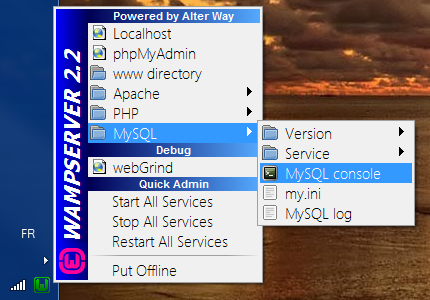 Powered by Alter Way
Localhost
phpMyAdmin
www directory
Apache
PHP
MySQL
Debug
webGrind
Quick Admin
Start All Services
Stop All Services
Restart All Services
Put Offline
WAMPSERVER 2.2
Version
Service
MySQL console
my.ini
MySQL log
FR